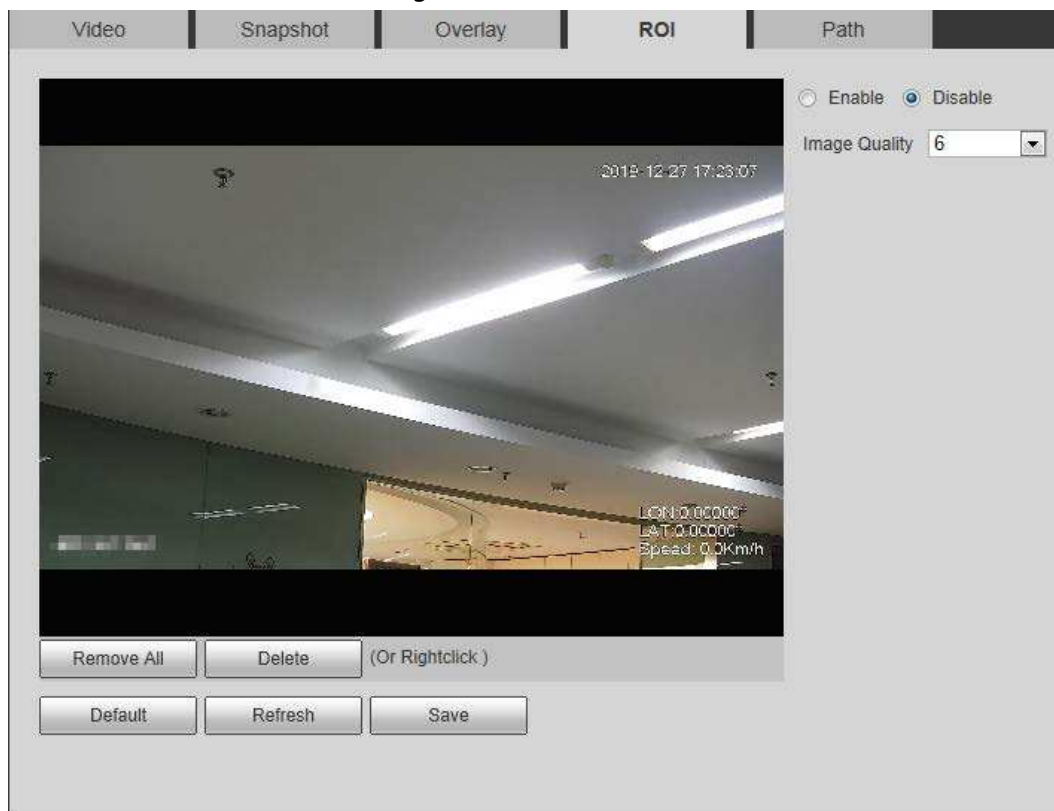 Video Snapshot Overlay ROI Path
Enable Disable
Image Quality 6
2018-12-27 17:23:07
LON:0.00000°
LAT:0.00000°
Speed: 0.0Km/h
Remove All Delete (Or Rightclick )
Default Refresh Save